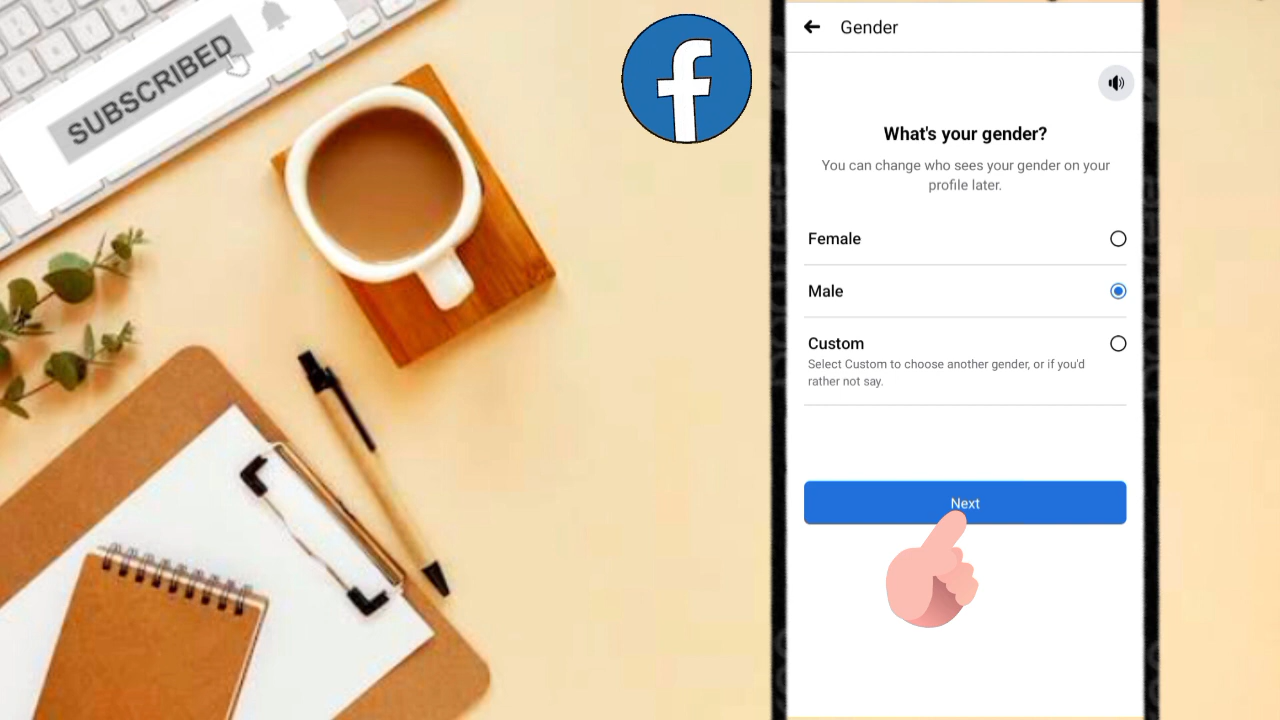 SUBSCRIBED
f
Gender
What's your gender?
You can change who sees your gender on your
profile later.
Female
Male
Custom
Select Custom to choose another gender, or if you'd
rather not say.
Next